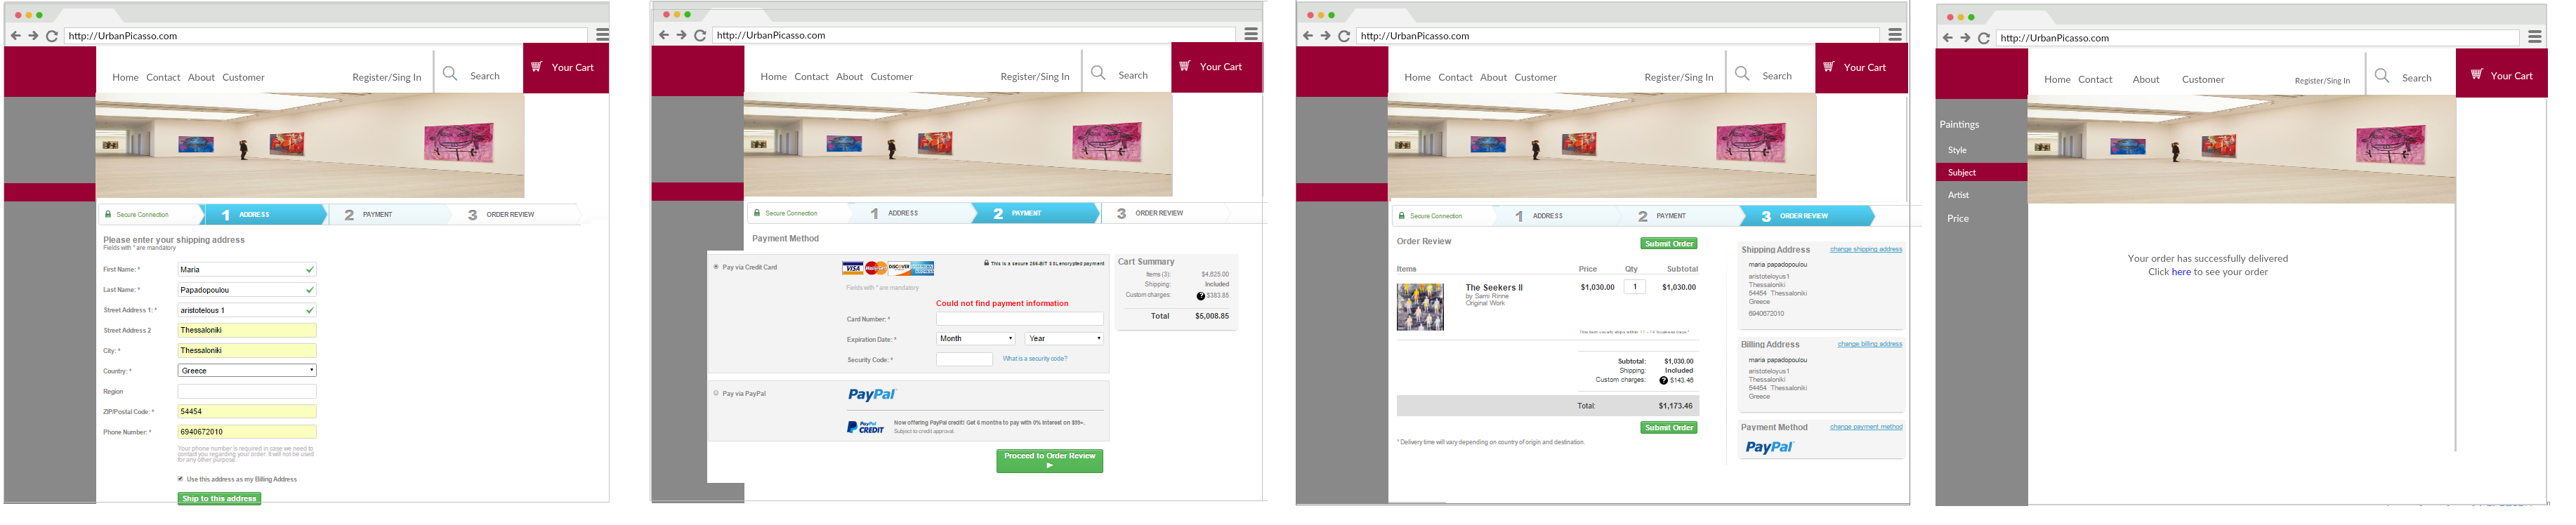 http://UrbanPicasso.com
Home Contact About Customer Register/Sing In Search Your Cart
Secure Connection 1 ADDRESS 2 PAYMENT 3 ORDER REVIEW
Please enter your shipping address
Fields with * are mandatory
First Name: * Maria
Last Name: * Papadopoulou
Street Address 1: * aristotelous 1
Street Address 2 Thessaloniki
City: * Thessaloniki
Country: * Greece
Region
ZIP/Postal Code: * 54454
Phone Number: * 6940672010
Your phone number is required in case we need to
contact you regarding your order. It will not be used
for any other purpose.
Use this address as my Billing Address
Ship to this address
http://UrbanPicasso.com
Home Contact About Customer Register/Sing In Search Your Cart
Secure Connection 1 ADDRESS 2 PAYMENT 3 ORDER REVIEW
Payment Method
Pay via Credit Card VISA MasterCard DISCOVER This is a secure 256-BIT SSL encrypted payment
Fields with * are mandatory
Could not find payment information
Card Number: *
Expiration Date: * Month Year
Security Code: * What is a security code?
Pay via PayPal PayPal
PayPal CREDIT Now offering PayPal credit! Get 6 months to pay with 0% interest on $99+.
Subject to credit approval.
Proceed to Order Review
Cart Summary
Items (3): $4,625.00
Shipping: Included
Custom charges: ? $383.85
Total $5,008.85
http://UrbanPicasso.com
Home Contact About Customer Register/Sing In Search Your Cart
Secure Connection 1 ADDRESS 2 PAYMENT 3 ORDER REVIEW
Order Review Submit Order
Items Price Qty Subtotal
The Seekers II $1,030.00 1 $1,030.00
by Sami Rinne
Original Work
This item usually ships within 11 - 14 business days *
Subtotal: $1,030.00
Shipping: Included
Custom charges: ? $143.46
Total: $1,173.46
Submit Order
* Delivery time will vary depending on country of origin and destination.
Shipping Address change shipping address
maria papadopoulou
aristeloyus1
Thessaloniki
54454 Thessaloniki
Greece
6940672010
Billing Address change billing address
maria papadopoulou
aristeloyus1
Thessaloniki
54454 Thessaloniki
Greece
Payment Method change payment method
PayPal
http://UrbanPicasso.com
Home Contact About Customer Register/Sing In Search Your Cart
Paintings
Style
Subject
Artist
Price
Your order has successfully delivered
Click here to see your order